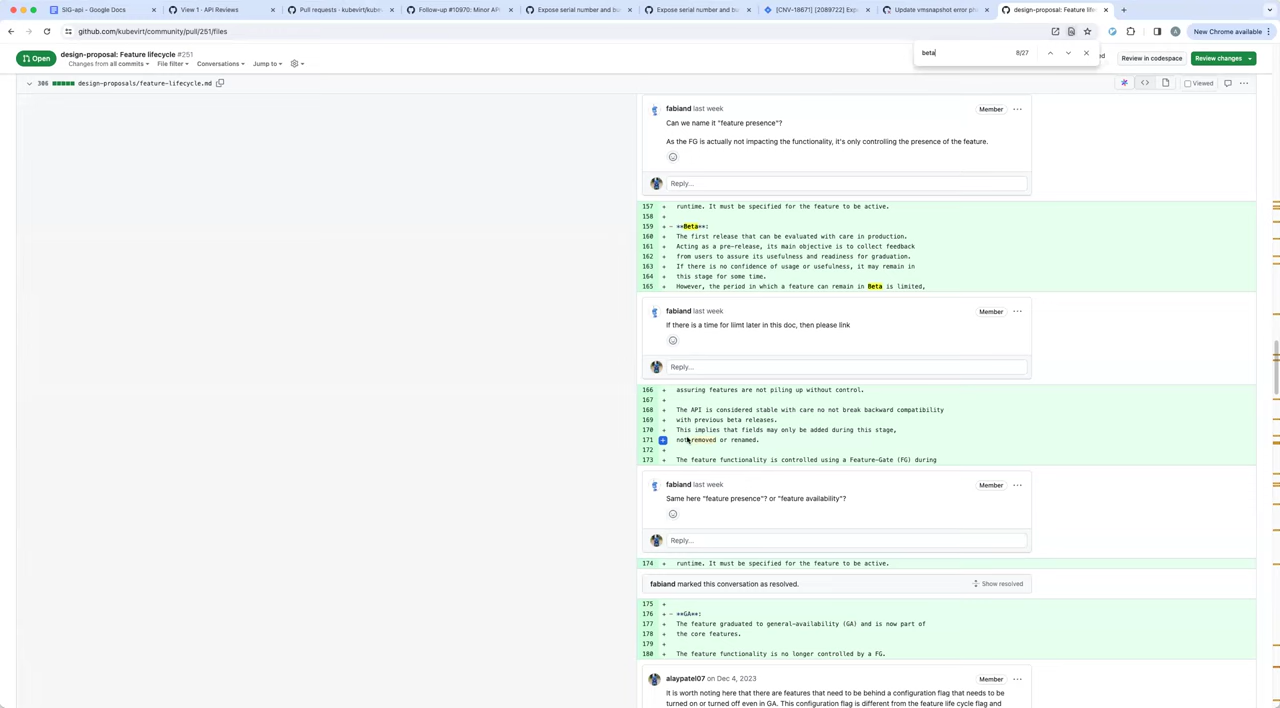 SIG-api - Google Docs
View 1 · API Reviews
Pull requests · kubevirt/kuber
Follow-up #10970: Minor AP
Expose serial number and bu
Expose serial number and bu
[CNV-18671] [2089722] Exp
Update vmsnapshot error ph
design-proposal: Feature life
github.com/kubevirt/community/pull/251/files
New Chrome available
beta
8/27
Open
design-proposal: Feature lifecycle #251
Changes from all commits
File filter
Conversations
Jump to
Review in codespace
Review changes
386
design-proposals/feature-lifecycle.md
Viewed
fabiand last week
Member
Can we name it "feature presence"?
As the FG is actually not impacting the functionality, it's only controlling the presence of the feature.
Reply...
157 + runtime. It must be specified for the feature to be active.
158 +
159 + - **Beta**:
160 + The first release that can be evaluated with care in production.
161 + Acting as a pre-release, its main objective is to collect feedback
162 + from users to assure its usefulness and readiness for graduation.
163 + If there is no confidence of usage or usefulness, it may remain in
164 + this stage for some time.
165 + However, the period in which a feature can remain in Beta is limited,
fabiand last week
Member
If there is a time for liimt later in this doc, then please link
Reply...
166 + assuring features are not piling up without control.
167 +
168 + The API is considered stable with care no not break backward compatibility
169 + with previous beta releases.
170 + This implies that fields may only be added during this stage,
171 + not removed or renamed.
172 +
173 + The feature functionality is controlled using a Feature-Gate (FG) during
fabiand last week
Member
Same here "feature presence"? or "feature availability"?
Reply...
174 + runtime. It must be specified for the feature to be active.
fabiand marked this conversation as resolved.
Show resolved
175 +
176 + - **GA**:
177 + The feature graduated to general-availability (GA) and is now part of
178 + the core features.
179 +
180 + The feature functionality is no longer controlled by a FG.
alaypatel07 on Dec 4, 2023
Member
It is worth noting here that there are features that need to be behind a configuration flag that needs to be
turned on or turned off even in GA. This configuration flag is different from the feature life cycle flag and